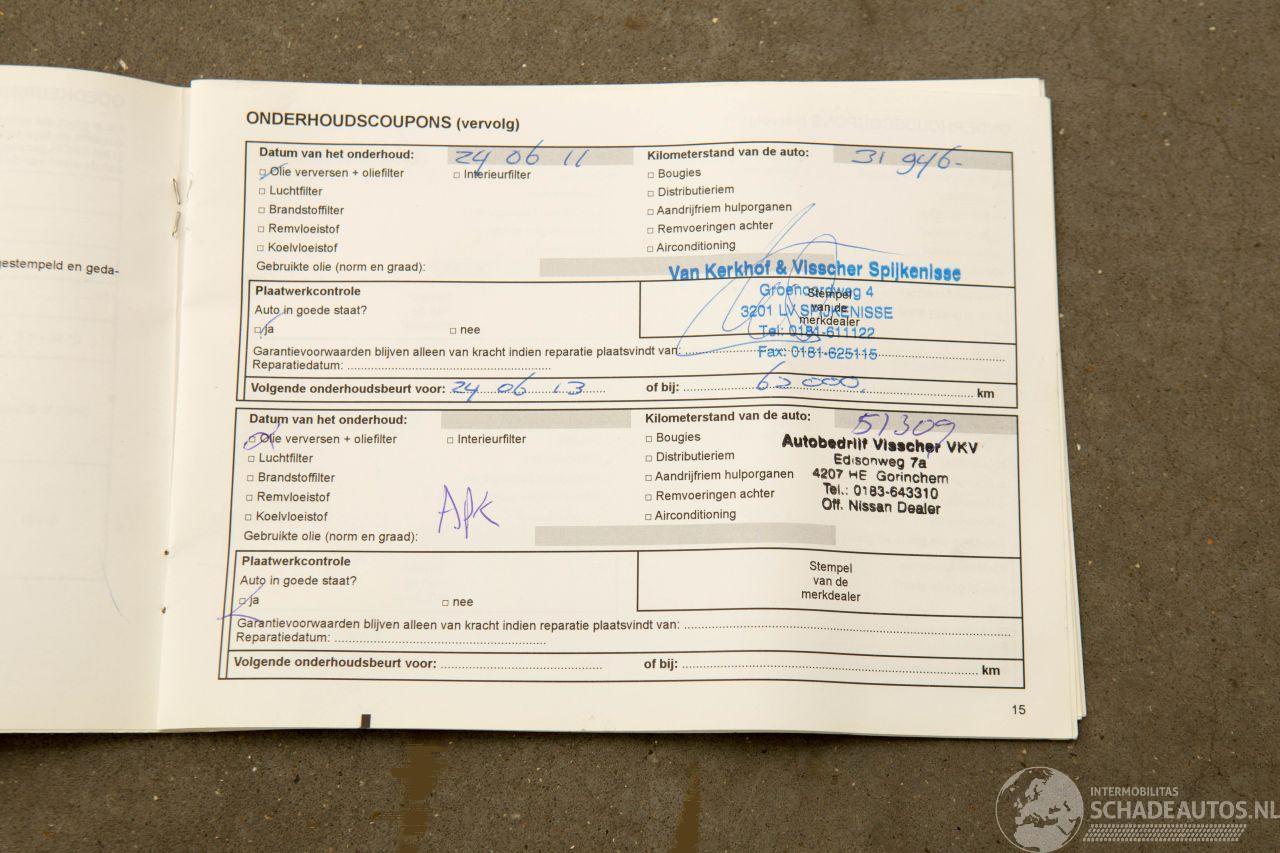 estempeld en geda-
ONDERHOUDSCOUPONS (vervolg)
Datum van het onderhoud: 24 06 11 Kilometerstand van de auto: 31 946-
□ Olie verversen + oliefilter □ Interieurfilter □ Bougies
□ Luchtfilter □ Distributieriem
□ Brandstoffilter □ Aandrijfriem hulporganen
□ Remvloeistof □ Remvoeringen achter
□ Koelvloeistof □ Airconditioning
Gebruikte olie (norm en graad):
Van Kerkhof & Visscher Spijkenisse
Groenoordweg 4
3201 LV SPIJKENISSE
Tel: 0181-611122
Fax: 0181-625115
Plaatwerkcontrole
Stempel
van de
merkdealer
Auto in goede staat?
□ ja □ nee
Garantievoorwaarden blijven alleen van kracht indien reparatie plaatsvindt van:
Reparatiedatum:
Volgende onderhoudsbeurt voor: 24 06 13 of bij: 62 000 km
Datum van het onderhoud: Kilometerstand van de auto: 51309
□ Olie verversen + oliefilter □ Interieurfilter □ Bougies
□ Luchtfilter □ Distributieriem
□ Brandstoffilter □ Aandrijfriem hulporganen
□ Remvloeistof □ Remvoeringen achter
□ Koelvloeistof □ Airconditioning
APK
Gebruikte olie (norm en graad):
Autobedrijf Visscher VKV
Edisonweg 7a
4207 HE Gorinchem
Tel.: 0183-643310
Off. Nissan Dealer
Plaatwerkcontrole
Stempel
van de
merkdealer
Auto in goede staat?
□ ja □ nee
Garantievoorwaarden blijven alleen van kracht indien reparatie plaatsvindt van:
Reparatiedatum:
Volgende onderhoudsbeurt voor: of bij: km
15
INTERMOBILITAS
SCHADEAUTOS.NL